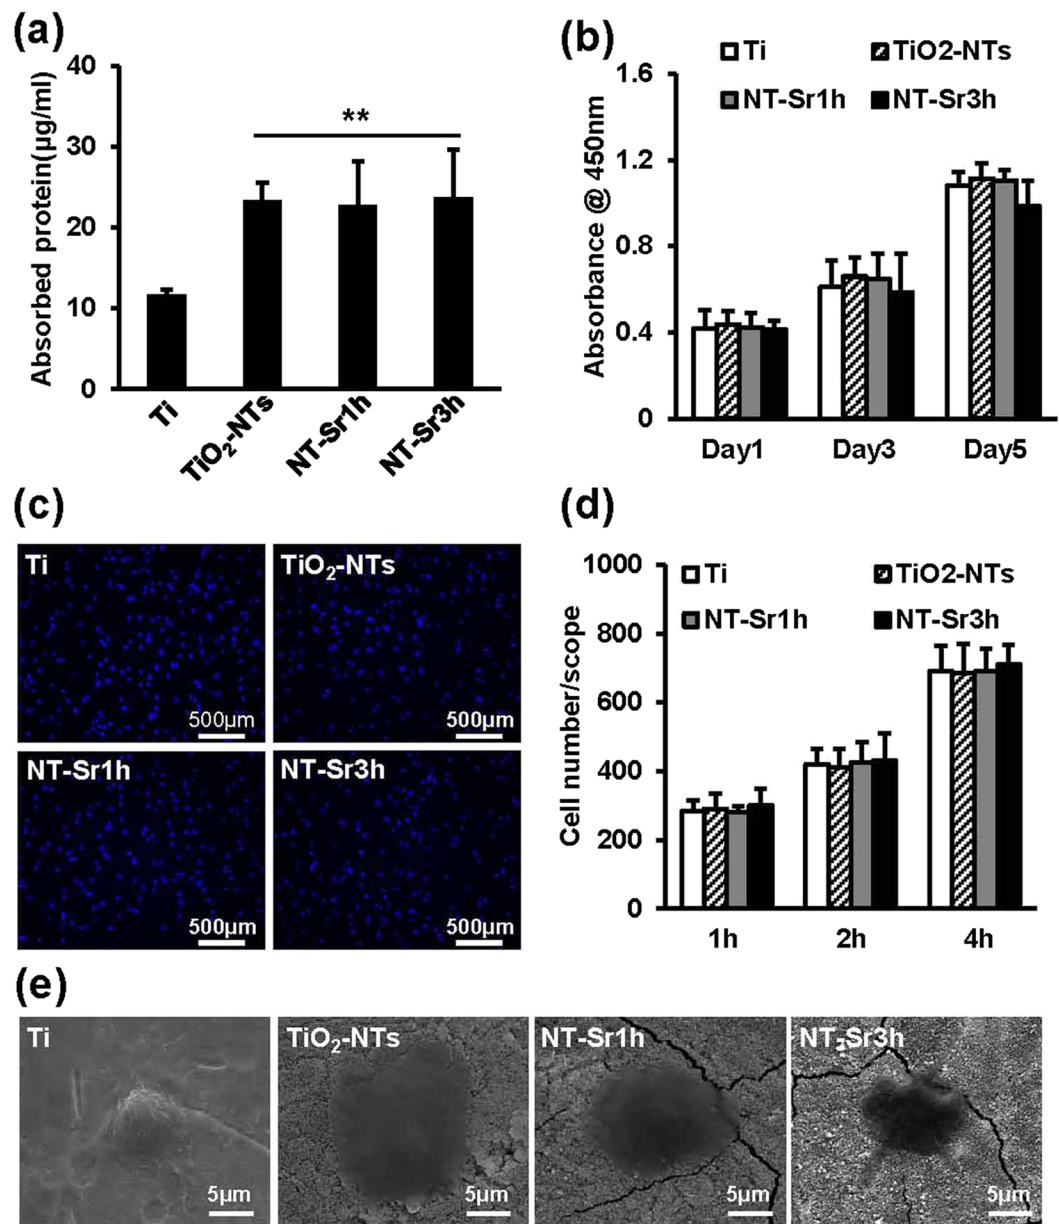 (a)
40
30
20
10
0
Absorbed protein(μg/ml)
**
Ti
TiO2-NTs
NT-Sr1h
NT-Sr3h
(b)
Ti
TiO2-NTs
NT-Sr1h
NT-Sr3h
1.6
1.2
0.8
0.4
0
Absorbance @ 450nm
Day1
Day3
Day5
(c)
Ti
500μm
TiO2-NTs
500μm
NT-Sr1h
500μm
NT-Sr3h
500μm
(d)
1000
800
600
400
200
0
Cell number/scope
Ti
TiO2-NTs
NT-Sr1h
NT-Sr3h
1h
2h
4h
(e)
Ti
5μm
TiO2-NTs
5μm
NT-Sr1h
5μm
NT-Sr3h
5μm